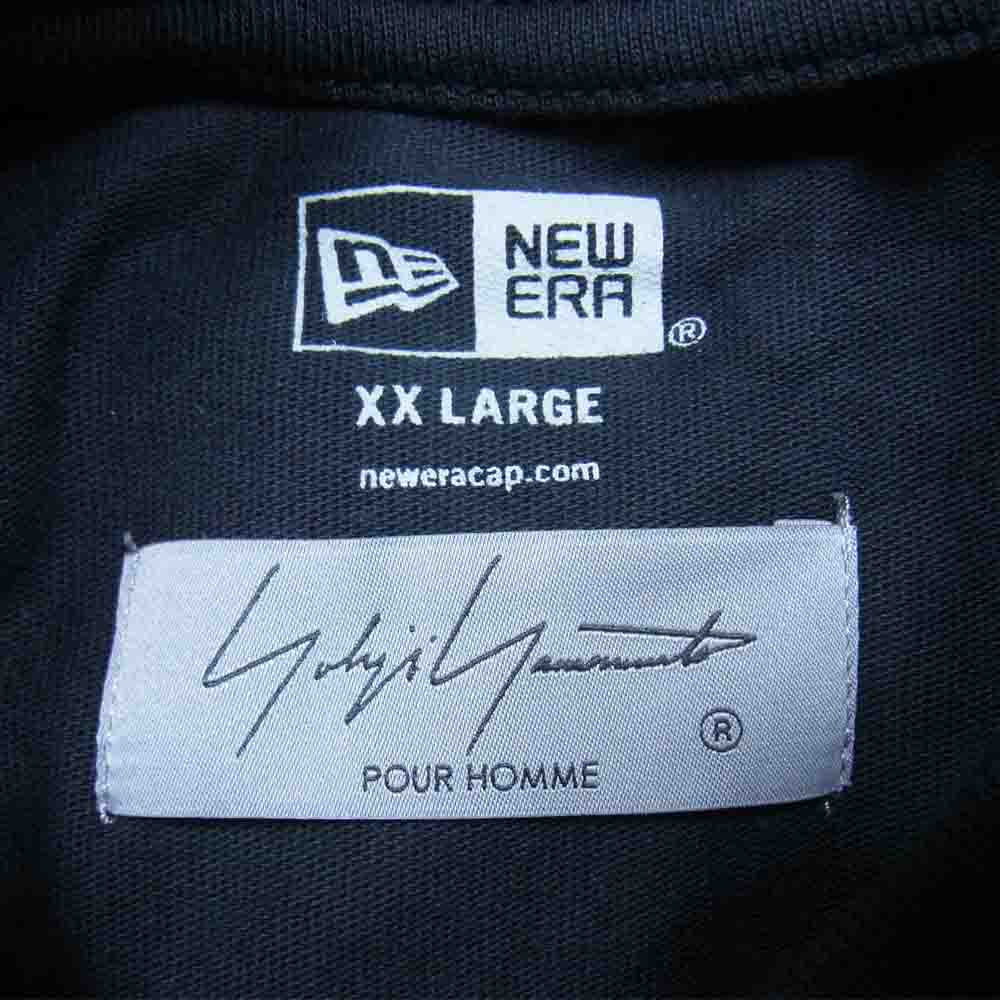 NEW
ERA
®
XX LARGE
neweracap.com
Yohji Yamamoto
®
POUR HOMME